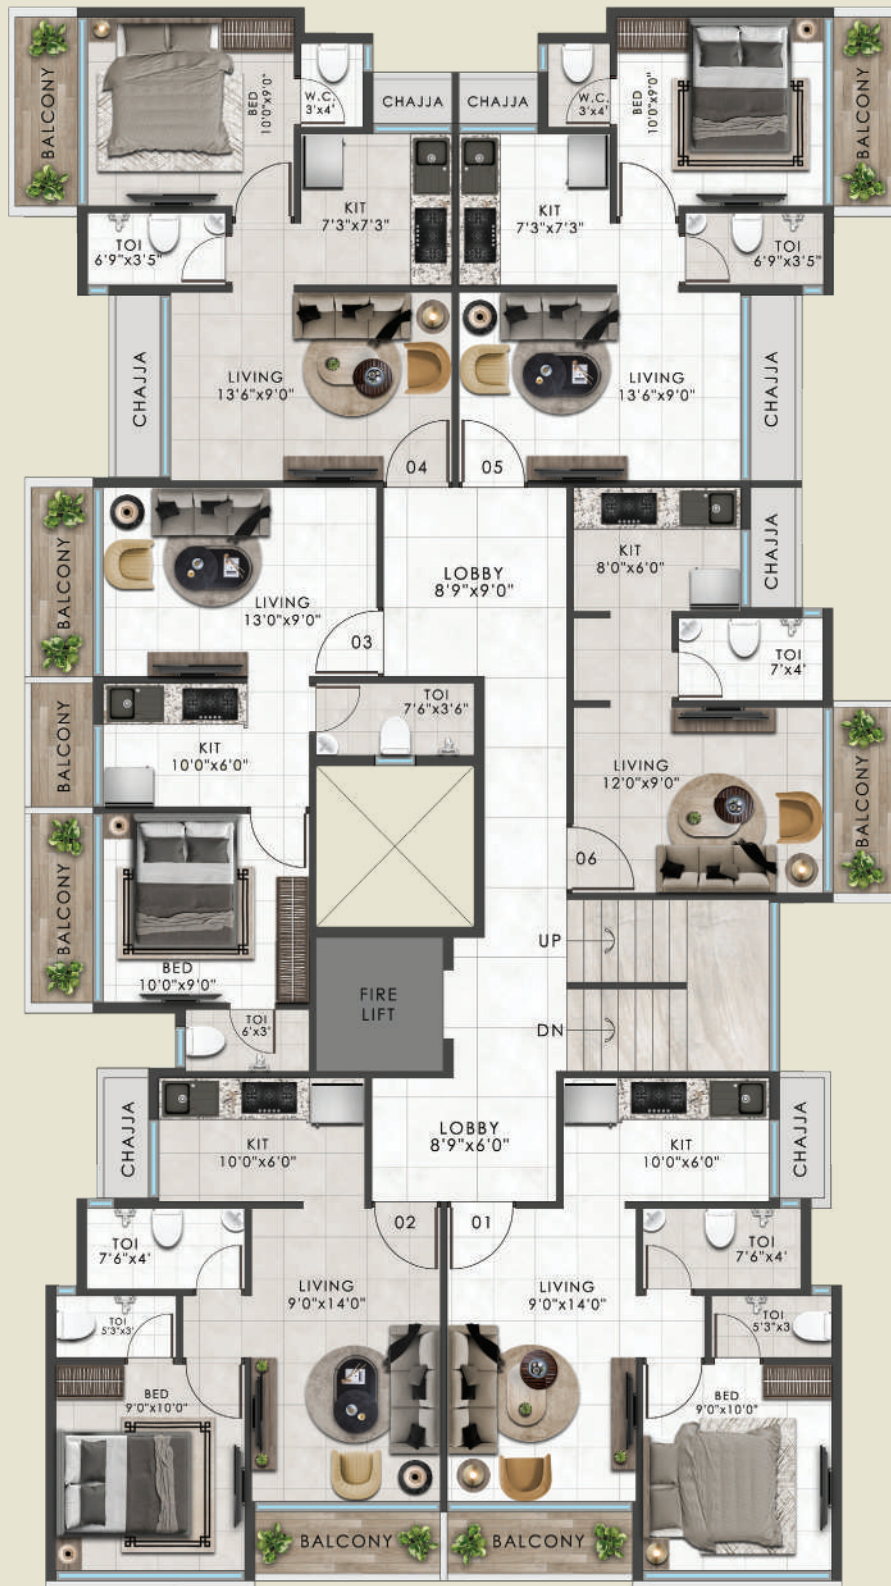 BALCONY
BED
10'0"x9'0"
W.C.
3'x4'
CHAJJA
CHAJJA
W.C.
3'x4'
BED
10'0"x9'0"
BALCONY
KIT
7'3"x7'3"
KIT
7'3"x7'3"
TOI
6'9"x3'5"
TOI
6'9"x3'5"
CHAJJA
LIVING
13'6"x9'0"
LIVING
13'6"x9'0"
CHAJJA
04
05
BALCONY
LIVING
13'0"x9'0"
03
LOBBY
8'9"x9'0"
KIT
8'0"x6'0"
CHAJJA
TOI
7'x4'
BALCONY
KIT
10'0"x6'0"
TOI
7'6"x3'6"
LIVING
12'0"x9'0"
BALCONY
06
BALCONY
BED
10'0"x9'0"
UP
FIRE
LIFT
TOI
6'x3'
DN
CHAJJA
KIT
10'0"x6'0"
LOBBY
8'9"x6'0"
KIT
10'0"x6'0"
CHAJJA
02
01
TOI
7'6"x4'
TOI
7'6"x4'
LIVING
9'0"x14'0"
LIVING
9'0"x14'0"
TOI
5'3"x3'
TOI
5'3"x3
BED
9'0"x10'0"
BED
9'0"x10'0"
BALCONY
BALCONY